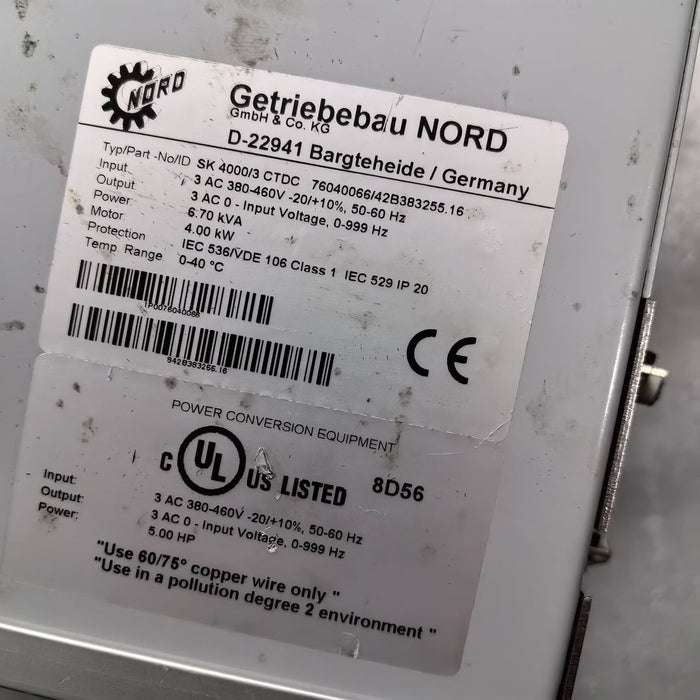 NORD
Getriebebau NORD
GmbH & Co. KG
D-22941 Bargteheide / Germany
Typ/Part -No/ID SK 4000/3 CTDC 76040066/42B383255.16
Input 3 AC 380-460V -20/+10%, 50-60 Hz
Output 3 AC 0 - Input Voltage, 0-999 Hz
Power 6.70 kVA
Motor 4.00 kW
Protection IEC 536/VDE 106 Class 1 IEC 529 IP 20
Temp. Range 0-40 °C
1P0076040066
S42B383255.16
CE
POWER CONVERSION EQUIPMENT
C UL US LISTED 8D56
Input: 3 AC 380-460V -20/+10%, 50-60 Hz
Output: 3 AC 0 - Input Voltage, 0-999 Hz
Power: 5.00 HP
"Use 60/75° copper wire only "
"Use in a pollution degree 2 environment "